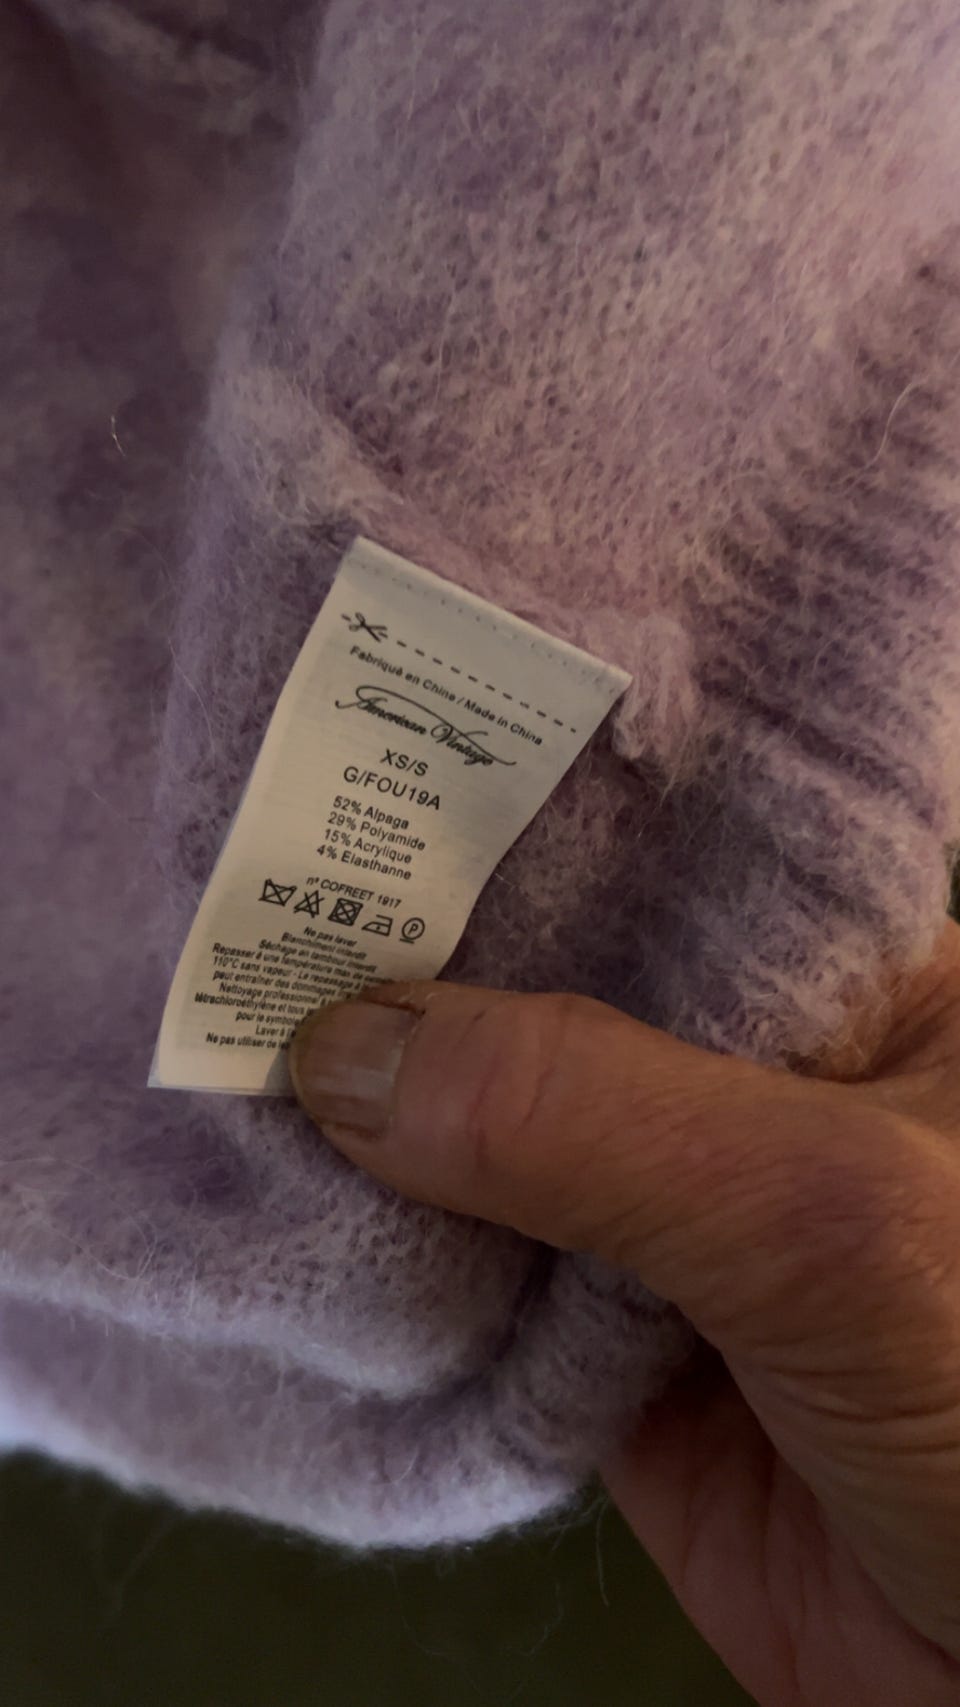 Fabriqué en China / Made in China
American Vintage
XS/S
G/FOU19A
52% Alpaga
29% Polyamide
15% Acrylique
4% Elasthanne
n° COFREET 1917
P
Ne pas laver
Blanchiment interdit
Séchage en tambour interdit
Repasser à une température max de
110°C sans vapeur - Le repassage à
peut entraîner des dommages
Nettoyage professionnel à
tétrachloroéthylène et tous
pour le symbole
Laver à
Ne pas utiliser de